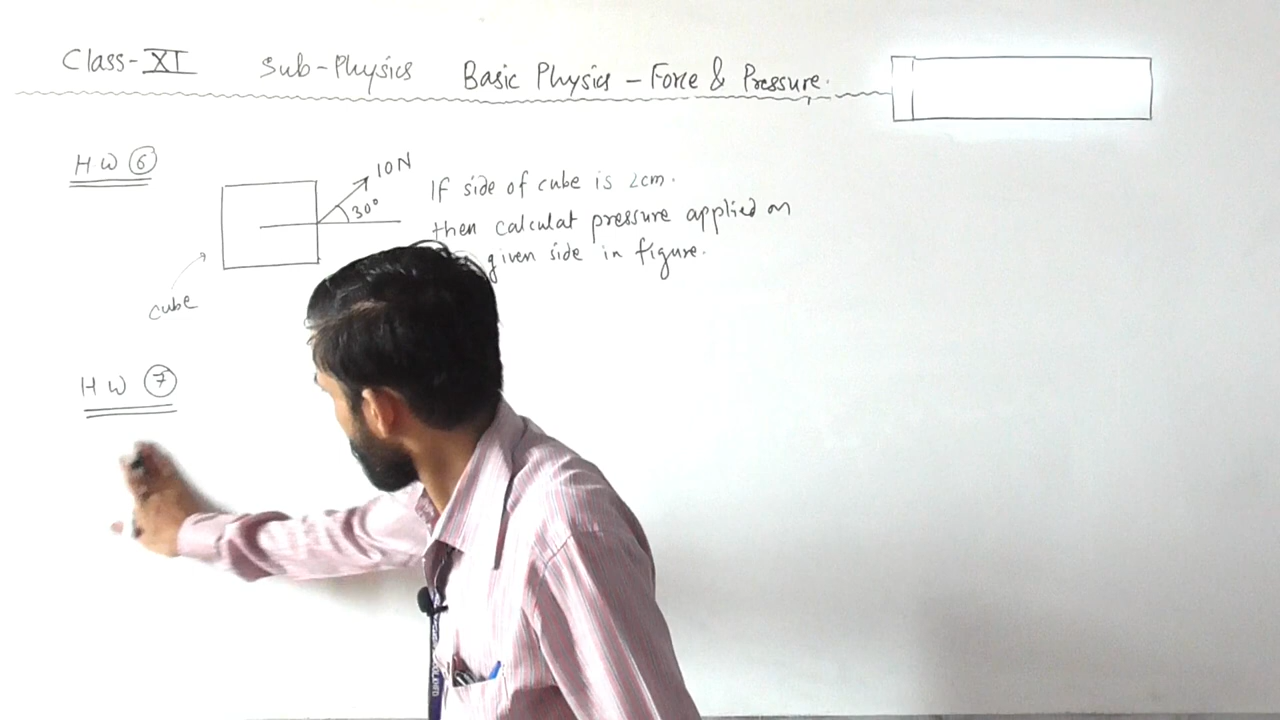 Class-XI Sub-Physics Basic Physics - Force & Pressure.
HW 6
10N
30°
If side of cube is 2cm.
then calculat pressure applied on
given side in figure.
cube
HW 7